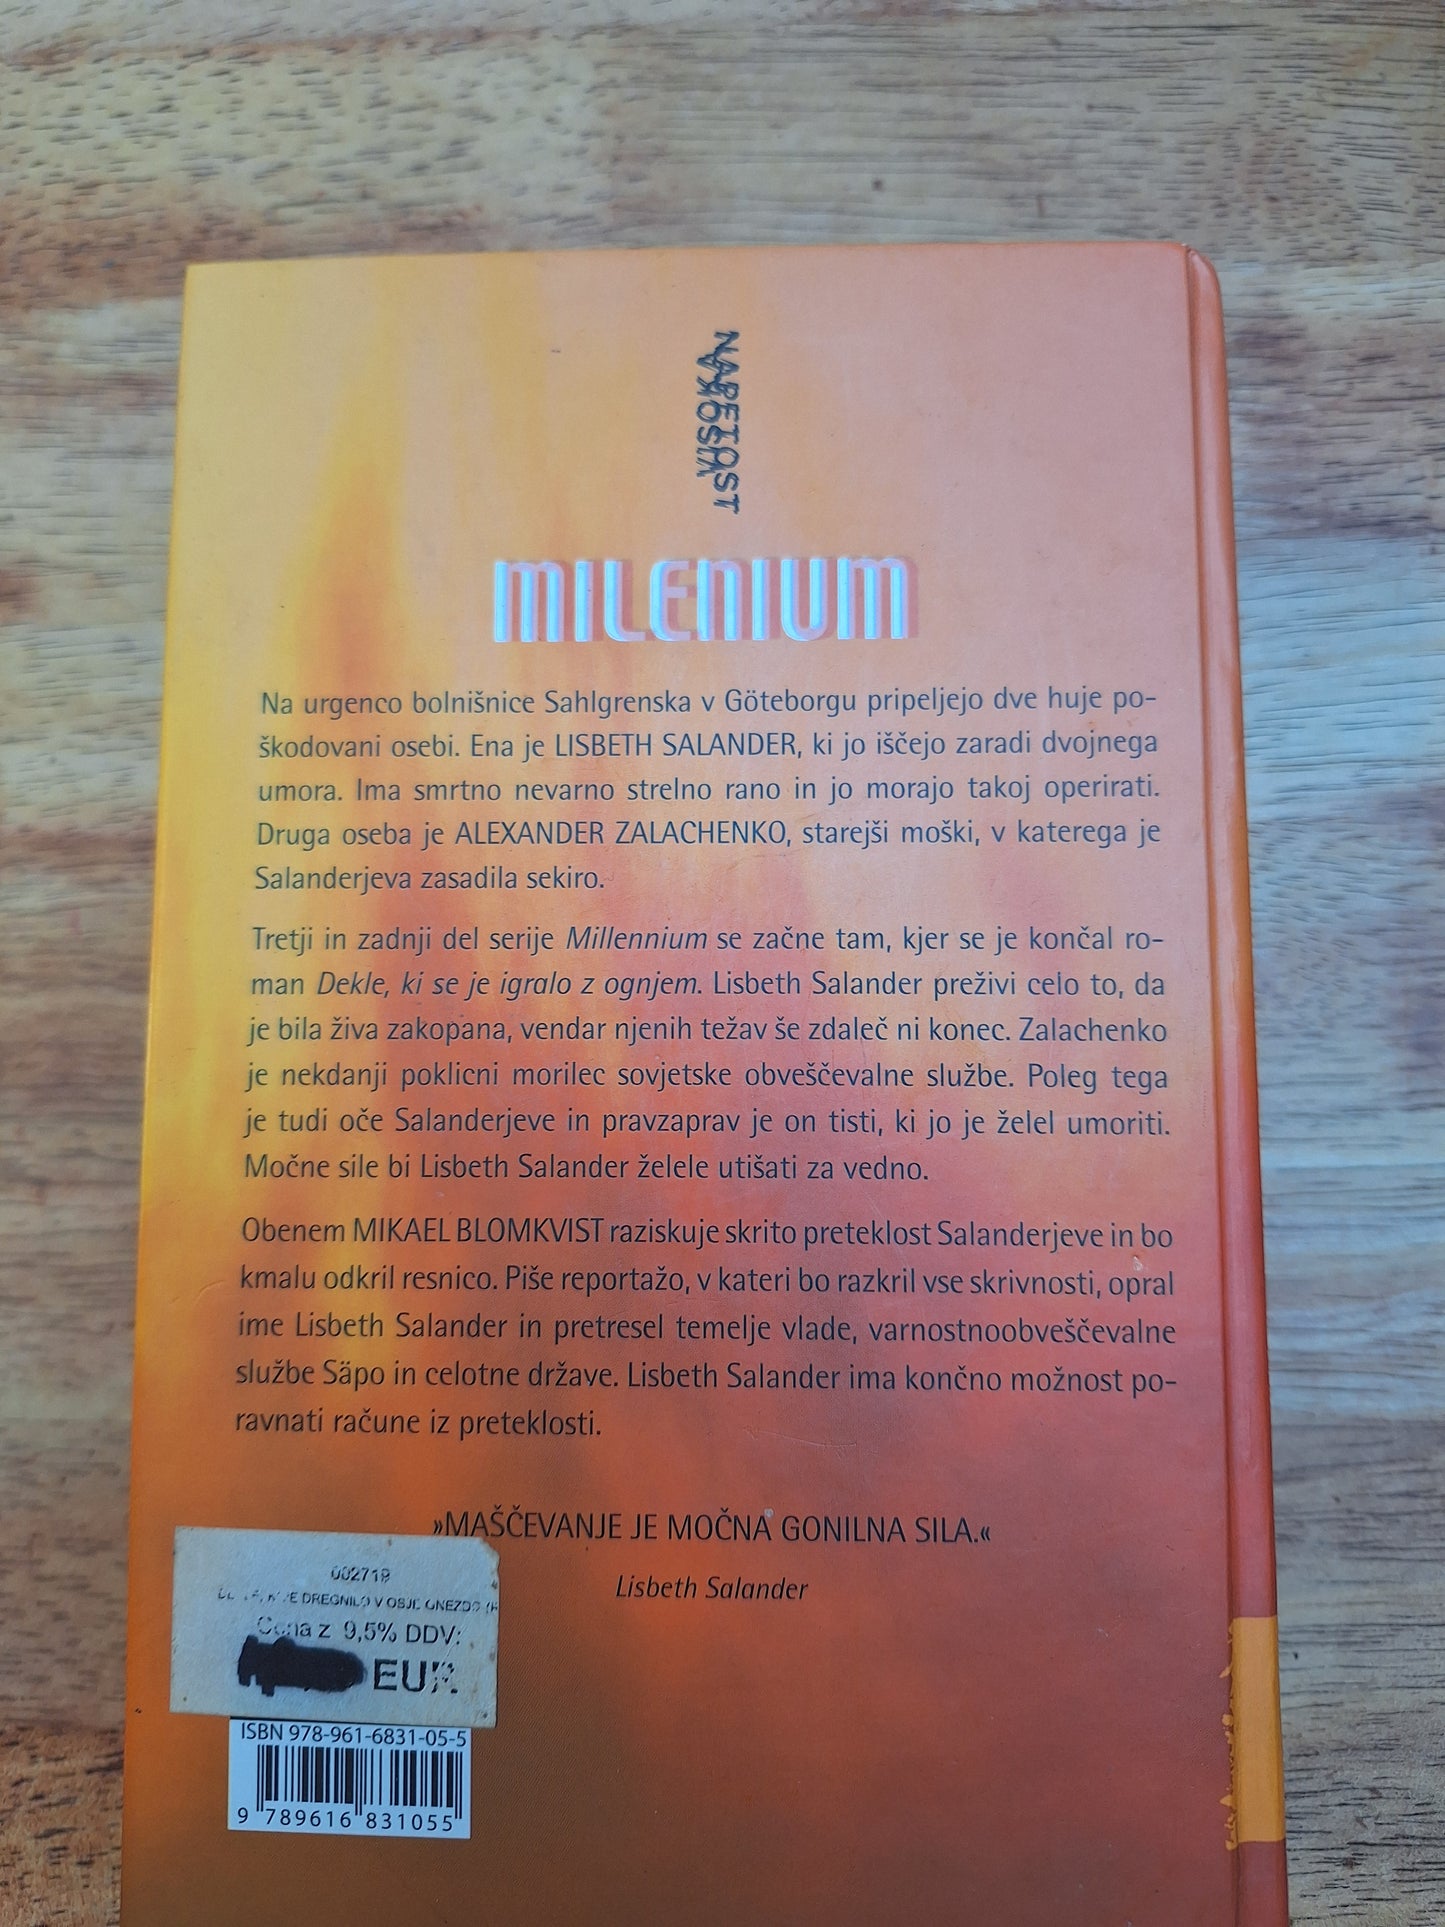 NAPETOST
VISOKA
MILENIUM
Na urgenco bolnišnice Sahlgrenska v Göteborgu pripeljejo dve huje po-
škodovani osebi. Ena je LISBETH SALANDER, ki jo iščejo zaradi dvojnega
umora. Ima smrtno nevarno strelno rano in jo morajo takoj operirati.
Druga oseba je ALEXANDER ZALACHENKO, starejši moški, v katerega je
Salanderjeva zasadila sekiro.
Tretji in zadnji del serije Millennium se začne tam, kjer se je končal ro-
man Dekle, ki se je igralo z ognjem. Lisbeth Salander preživi celo to, da
je bila živa zakopana, vendar njenih težav še zdaleč ni konec. Zalachenko
je nekdanji poklicni morilec sovjetske obveščevalne službe. Poleg tega
je tudi oče Salanderjeve in pravzaprav je on tisti, ki jo je želel umoriti.
Močne sile bi Lisbeth Salander želele utišati za vedno.
Obenem MIKAEL BLOMKVIST raziskuje skrito preteklost Salanderjeve in bo
kmalu odkril resnico. Piše reportažo, v kateri bo razkril vse skrivnosti, opral
ime Lisbeth Salander in pretresel temelje vlade, varnostnoobveščevalne
službe Säpo in celotne države. Lisbeth Salander ima končno možnost po-
ravnati račune iz preteklosti.
»MAŠČEVANJE JE MOČNA GONILNA SILA.«
Lisbeth Salander
002719
JE DREGNILO V OSJE GNEZDO (H
Cena z 9,5% DDV:
EUR
ISBN 978-961-6831-05-5
9 789616 831055